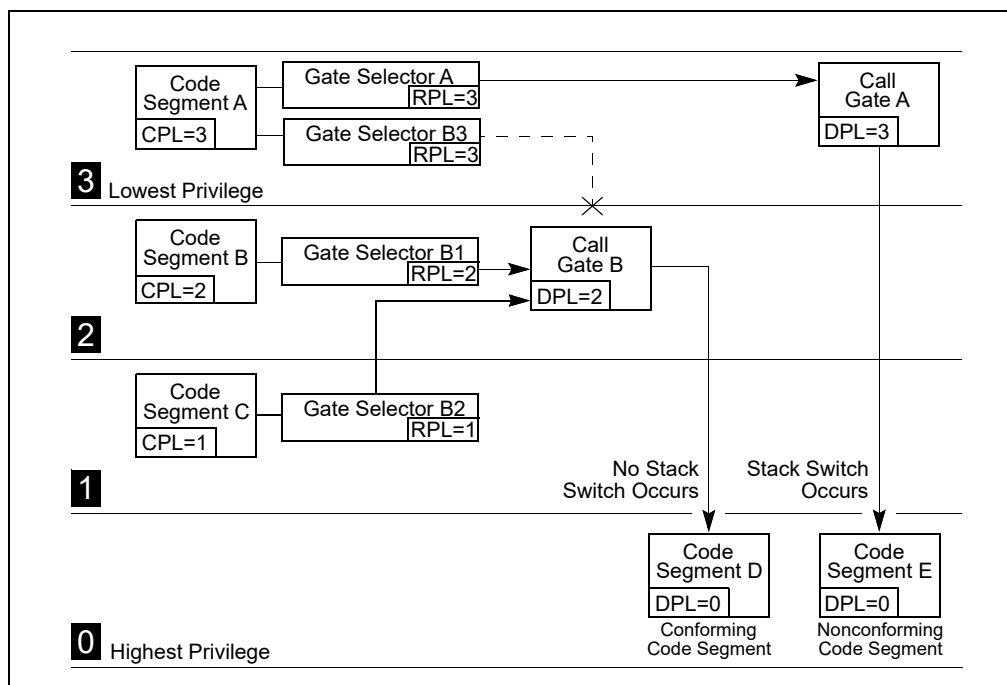 Code
Segment A
CPL=3
Gate Selector A
RPL=3
Gate Selector B3
RPL=3
Call
Gate A
DPL=3
3 Lowest Privilege
Code
Segment B
CPL=2
Gate Selector B1
RPL=2
Call
Gate B
DPL=2
2
Code
Segment C
CPL=1
Gate Selector B2
RPL=1
1
No Stack
Switch Occurs
Stack Switch
Occurs
Code
Segment D
DPL=0
Conforming
Code Segment
Code
Segment E
DPL=0
Nonconforming
Code Segment
0 Highest Privilege